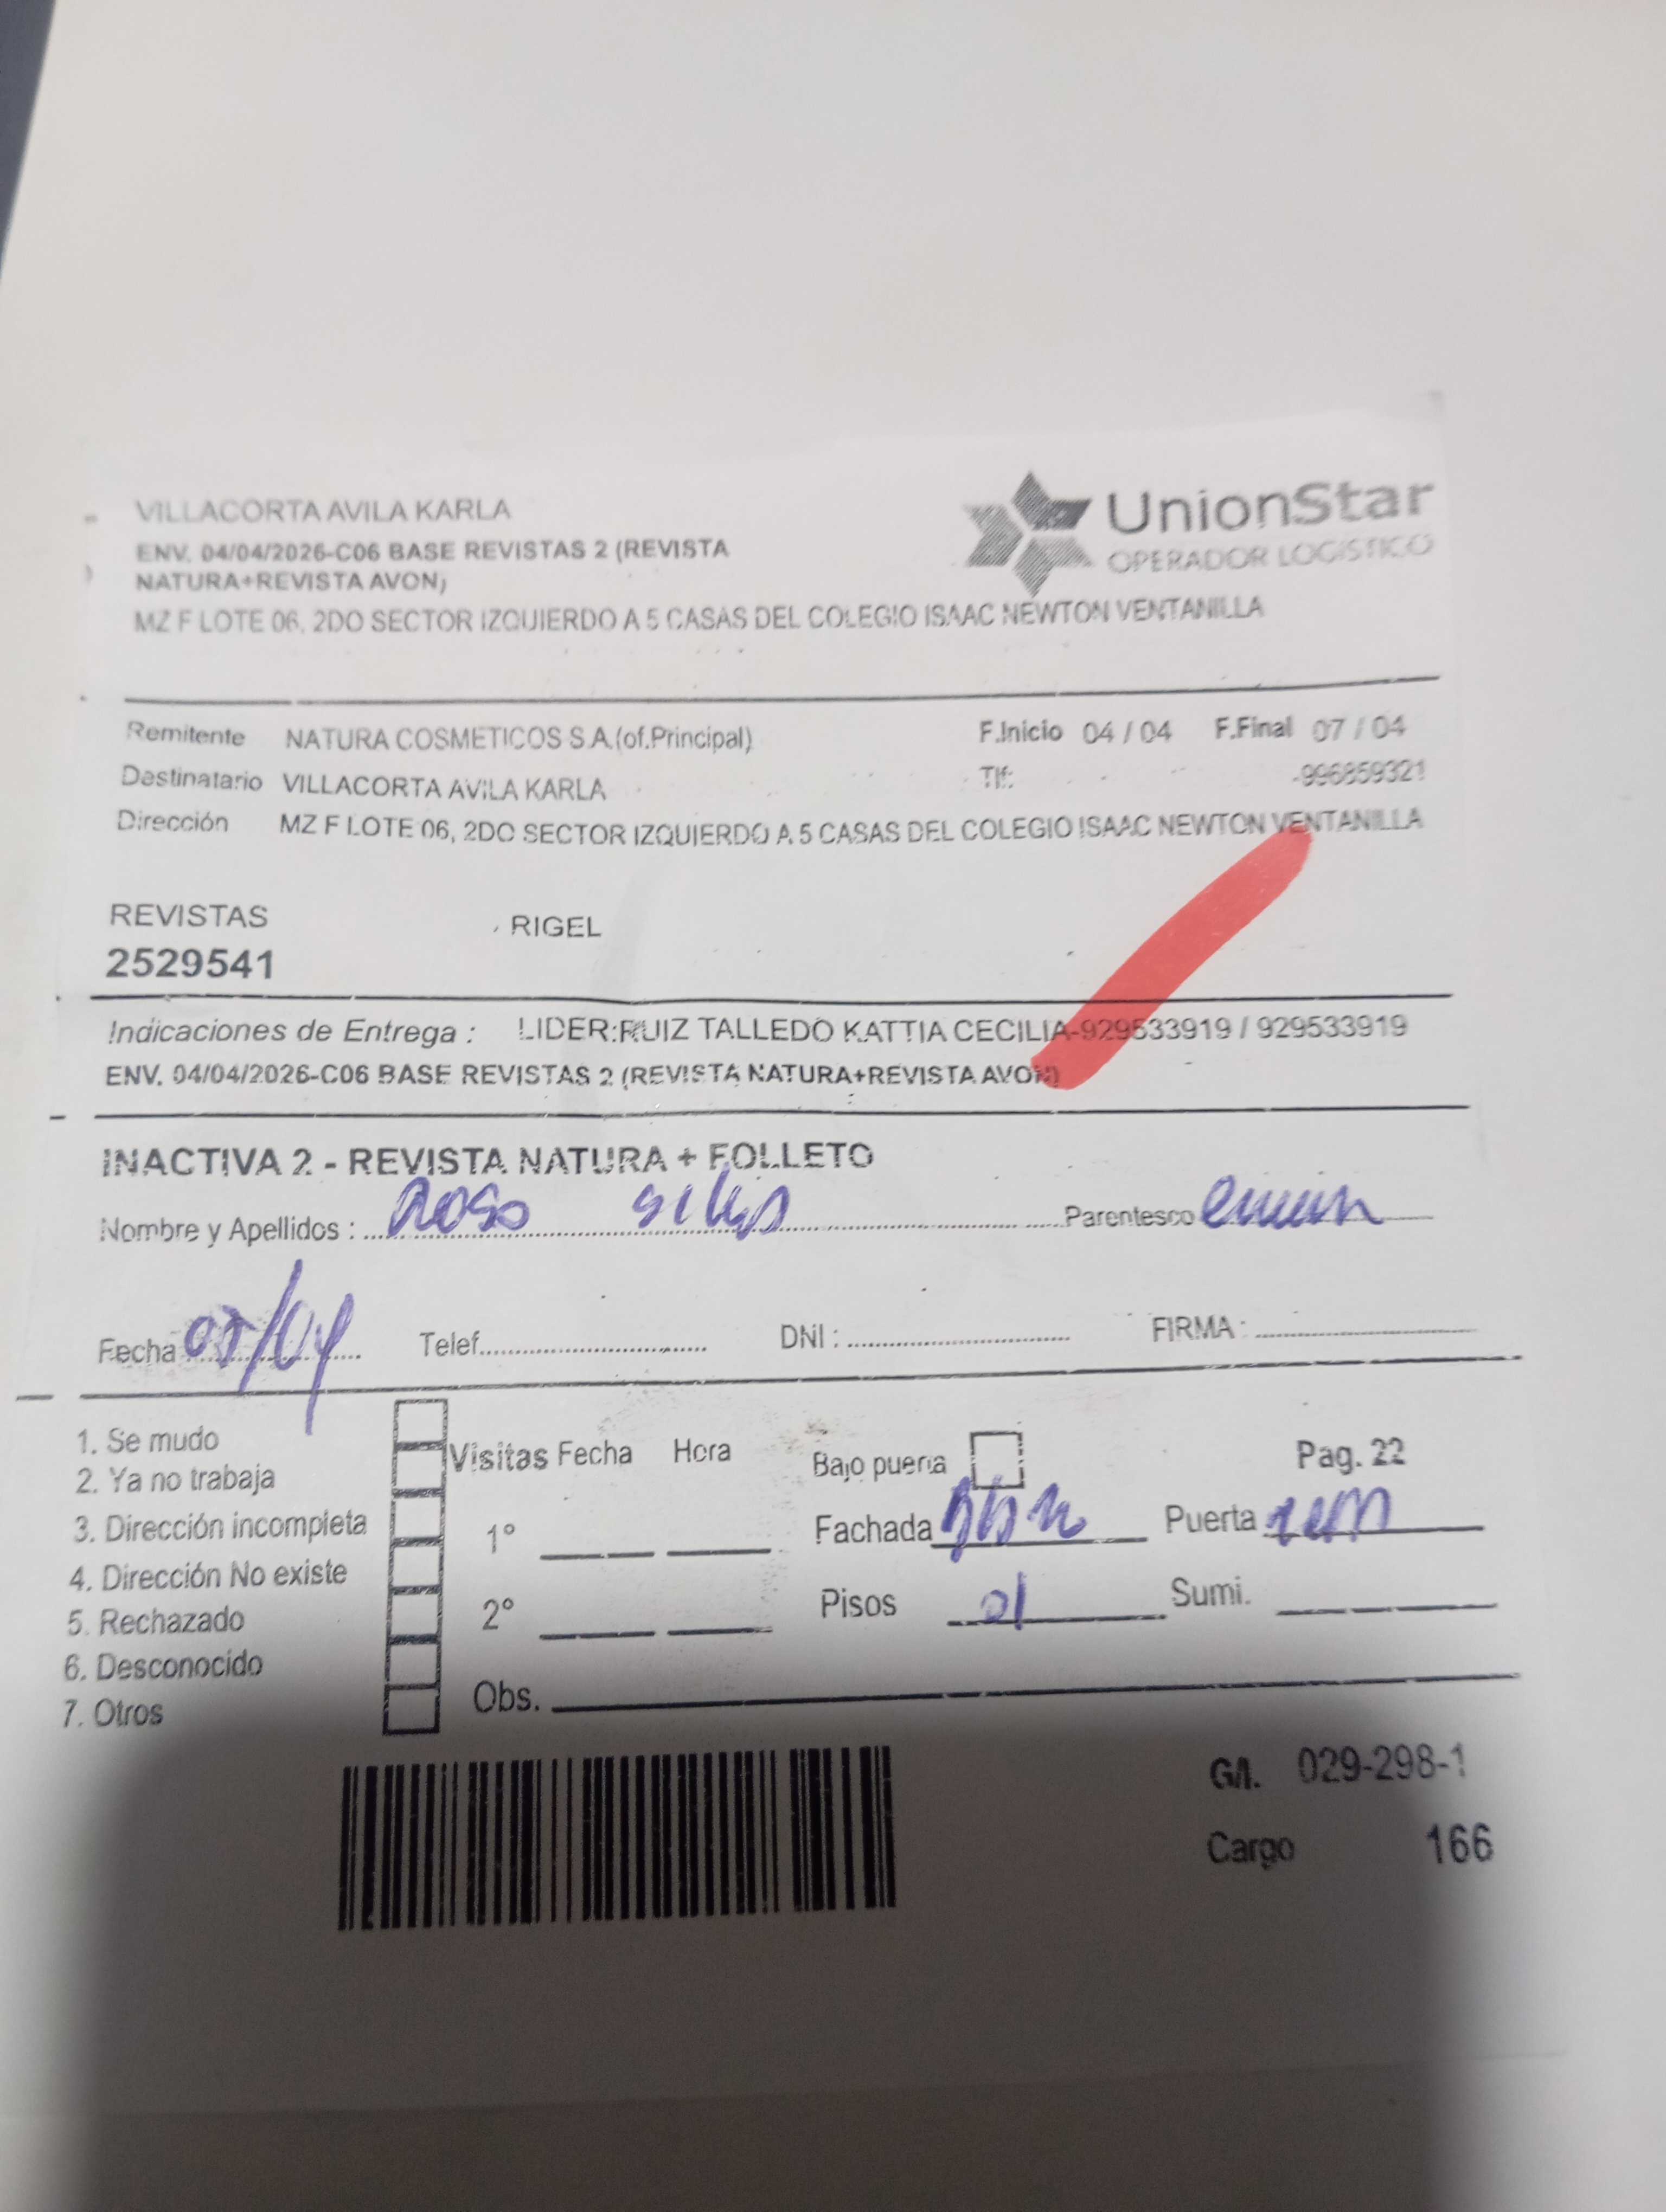 VILLACORTA AVILA KARLA
ENV. 04/04/2026-C06 BASE REVISTAS 2 (REVISTA
NATURA+REVISTA AVON)
MZ F LOTE 06, 2DO SECTOR IZQUIERDO A 5 CASAS DEL COLEGIO ISAAC NEWTON VENTANILLA
UnionStar
OPERADOR LOGÍSTICO
Remitente NATURA COSMETICOS S.A.(of.Principal) F.Inicio 04 / 04 F.Final 07 / 04
Destinatario VILLACORTA AVILA KARLA Tlf: -996859321
Dirección MZ F LOTE 06, 2DO SECTOR IZQUIERDO A 5 CASAS DEL COLEGIO ISAAC NEWTON VENTANILLA
REVISTAS RIGEL
2529541
Indicaciones de Entrega : LIDER:RUIZ TALLEDO KATTIA CECILIA-929533919 / 929533919
ENV. 04/04/2026-C06 BASE REVISTAS 2 (REVISTA NATURA+REVISTA AVON)
INACTIVA 2 - REVISTA NATURA + FOLLETO
Nombre y Apellidos : Parentesco
Fecha Telef. DNI : FIRMA :
1. Se mudo
2. Ya no trabaja
3. Dirección incompleta
4. Dirección No existe
5. Rechazado
6. Desconocido
7. Otros
Visitas Fecha Hora
1°
2°
Obs.
Bajo puerta Pag. 22
Fachada Puerta
Pisos 01 Sumi.
G/I. 029-298-1
Cargo 166